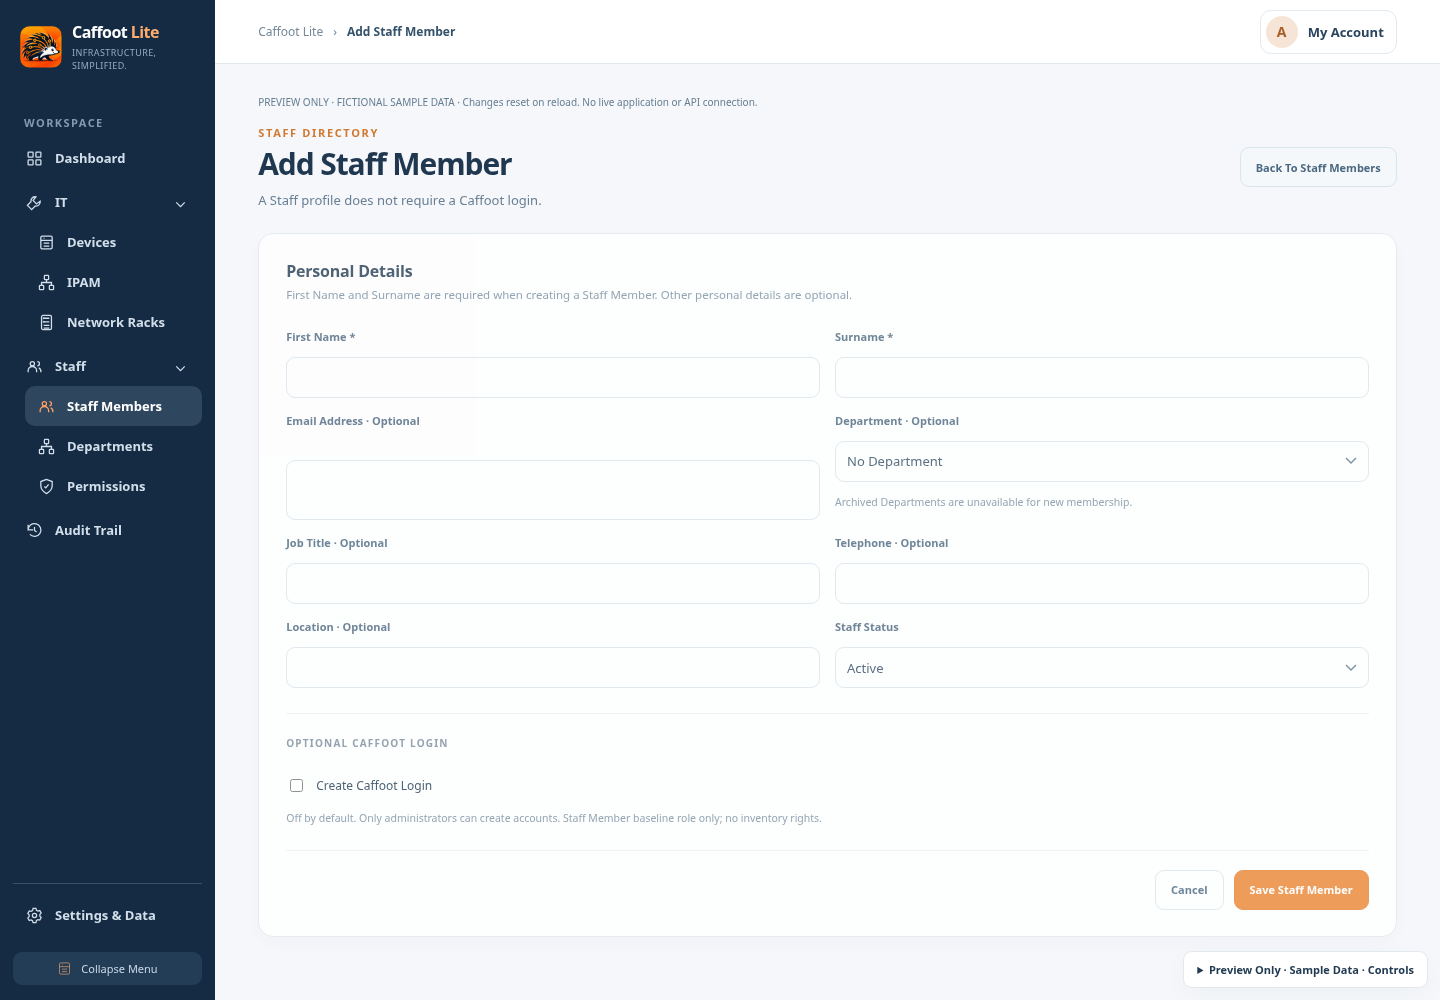 Caffoot Lite
INFRASTRUCTURE,
SIMPLIFIED.
WORKSPACE
Dashboard
IT
Devices
IPAM
Network Racks
Staff
Staff Members
Departments
Permissions
Audit Trail
Settings & Data
Collapse Menu
Caffoot Lite › Add Staff Member
A My Account
PREVIEW ONLY · FICTIONAL SAMPLE DATA · Changes reset on reload. No live application or API connection.
STAFF DIRECTORY
Add Staff Member
Back To Staff Members
A Staff profile does not require a Caffoot login.
Personal Details
First Name and Surname are required when creating a Staff Member. Other personal details are optional.
First Name *
Surname *
Email Address · Optional
Department · Optional
No Department
Archived Departments are unavailable for new membership.
Job Title · Optional
Telephone · Optional
Location · Optional
Staff Status
Active
OPTIONAL CAFFOOT LOGIN
Create Caffoot Login
Off by default. Only administrators can create accounts. Staff Member baseline role only; no inventory rights.
Cancel
Save Staff Member
▶ Preview Only · Sample Data · Controls